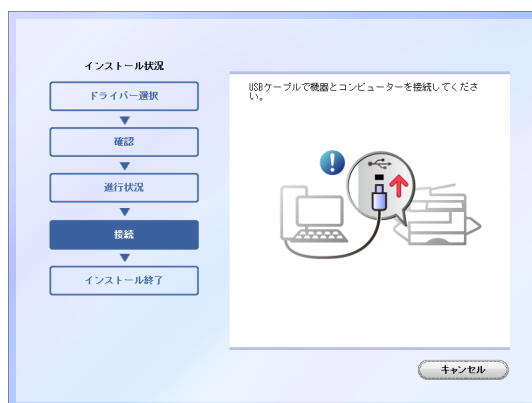 インストール状況
ドライバー選択
確認
進行状況
接続
インストール終了
USBケーブルで機器とコンピューターを接続してくださ
い。
キャンセル